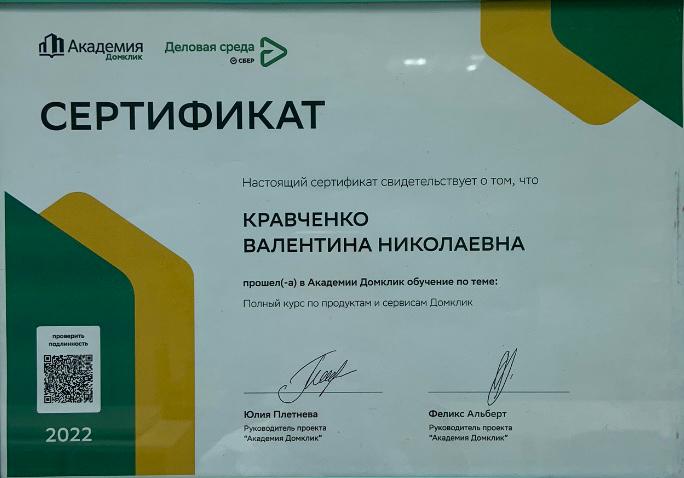 Академия
Домклик
Деловая среда
СБЕР
СЕРТИФИКАТ
Настоящий сертификат свидетельствует о том, что
КРАВЧЕНКО
ВАЛЕНТИНА НИКОЛАЕВНА
прошел(-а) в Академии Домклик обучение по теме:
Полный курс по продуктам и сервисам Домклик
проверить
подлинность
2022
Юлия Плетнева
Руководитель проекта
"Академия Домклик"
Феликс Альберт
Руководитель проекта
"Академия Домклик"